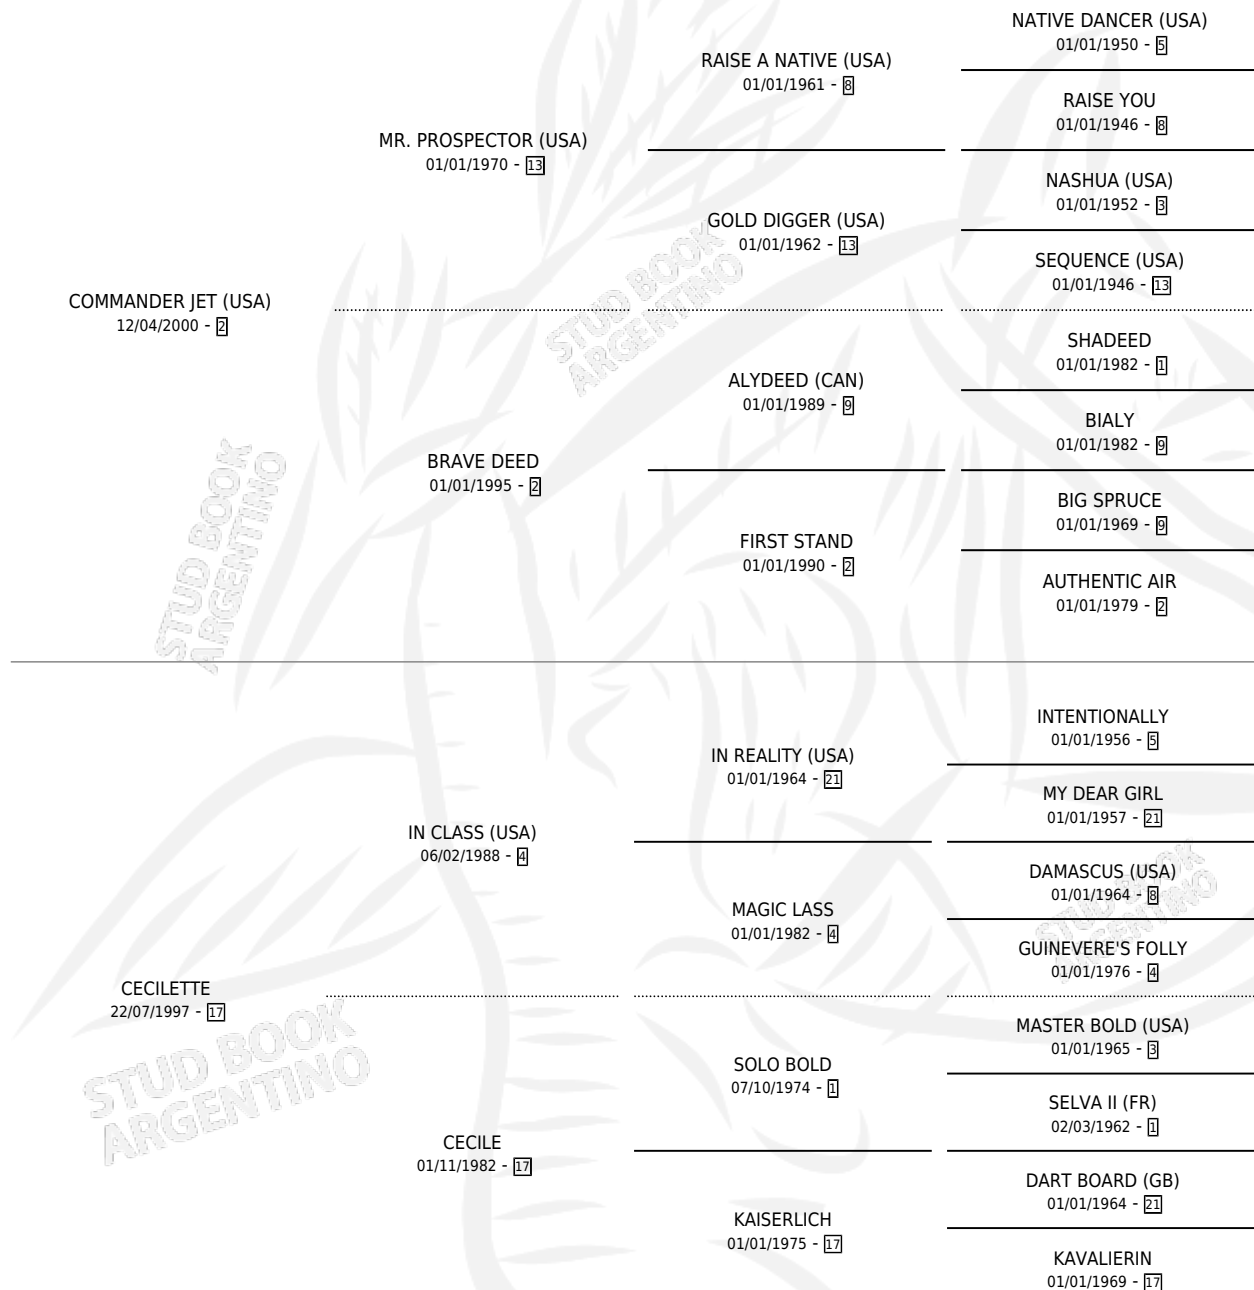 NATIVE DANCER (USA)
01/01/1950 - 5
RAISE A NATIVE (USA)
01/01/1961 - 8
RAISE YOU
01/01/1946 - 8
MR. PROSPECTOR (USA)
01/01/1970 - 13
NASHUA (USA)
01/01/1952 - 3
GOLD DIGGER (USA)
01/01/1962 - 13
SEQUENCE (USA)
01/01/1946 - 13
COMMANDER JET (USA)
12/04/2000 - 2
STUD BOOK
ARGENTINO
SHADEED
01/01/1982 - 1
ALYDEED (CAN)
01/01/1989 - 9
BIALY
01/01/1982 - 9
BRAVE DEED
01/01/1995 - 2
BIG SPRUCE
01/01/1969 - 9
FIRST STAND
01/01/1990 - 2
AUTHENTIC AIR
01/01/1979 - 2
STUD BOOK
ARGENTINO
INTENTIONALLY
01/01/1956 - 5
IN REALITY (USA)
01/01/1964 - 21
MY DEAR GIRL
01/01/1957 - 21
IN CLASS (USA)
06/02/1988 - 4
DAMASCUS (USA)
01/01/1964 - 8
MAGIC LASS
01/01/1982 - 4
STUD BOOK
ARGENTINO
GUINEVERE'S FOLLY
01/01/1976 - 4
CECILETTE
22/07/1997 - 17
MASTER BOLD (USA)
01/01/1965 - 3
STUD BOOK
ARGENTINO
SOLO BOLD
07/10/1974 - 1
SELVA II (FR)
02/03/1962 - 1
CECILE
01/11/1982 - 17
DART BOARD (GB)
01/01/1964 - 21
KAISERLICH
01/01/1975 - 17
KAVALIERIN
01/01/1969 - 17